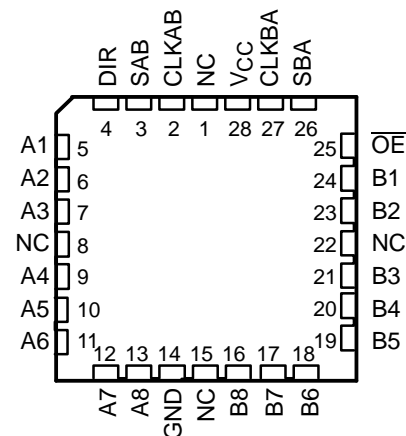 DIR SAB CLKAB NC VCC CLKBA SBA
4 3 2 1 28 27 26
A1 5 25 OE
A2 6 24 B1
A3 7 23 B2
NC 8 22 NC
A4 9 21 B3
A5 10 20 B4
A6 11 19 B5
12 13 14 15 16 17 18
A7 A8 GND NC B8 B7 B6